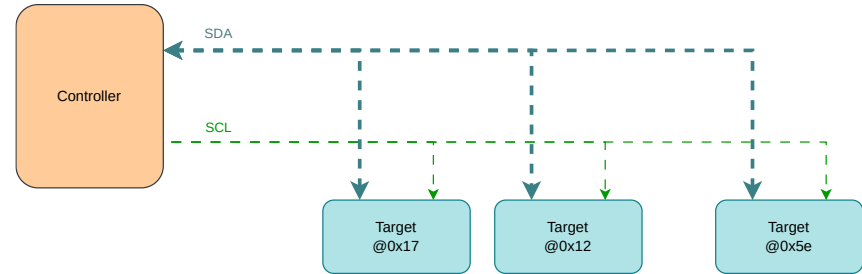 SDA
Controller
SCL
Target
@0x17
Target
@0x12
Target
@0x5e